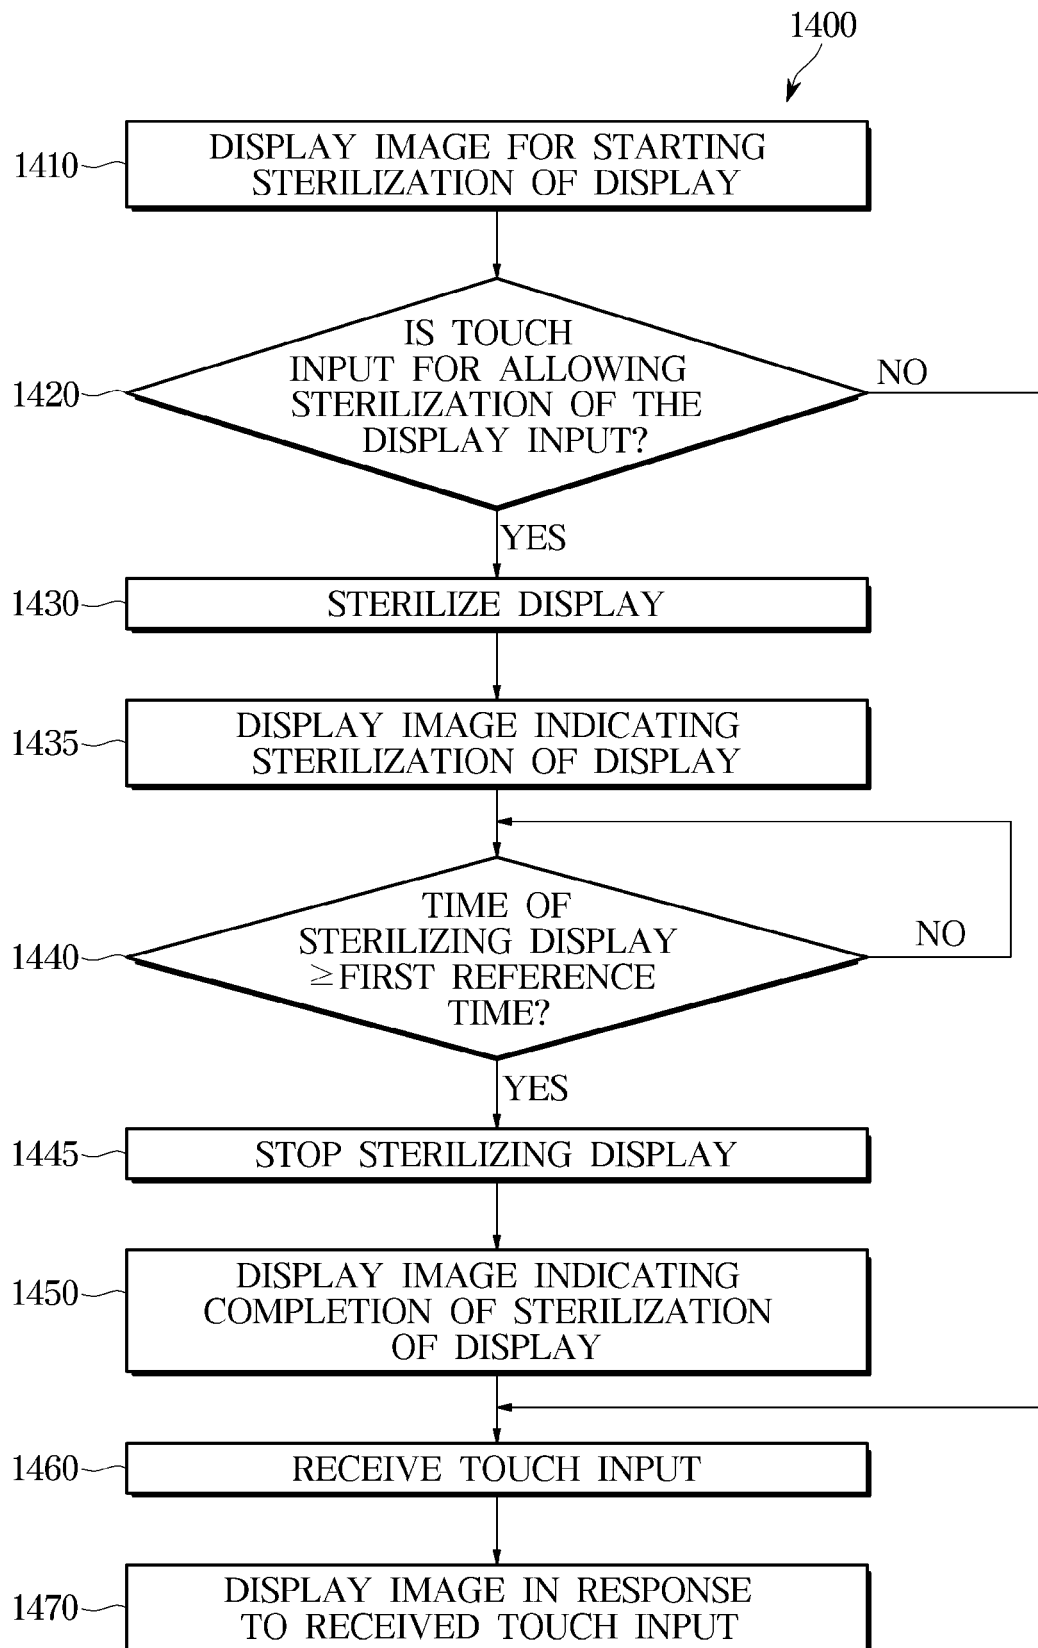 1400
1410
DISPLAY IMAGE FOR STARTING
STERILIZATION OF DISPLAY
1420
IS TOUCH
INPUT FOR ALLOWING
STERILIZATION OF THE
DISPLAY INPUT?
NO
YES
1430
STERILIZE DISPLAY
1435
DISPLAY IMAGE INDICATING
STERILIZATION OF DISPLAY
1440
TIME OF
STERILIZING DISPLAY
≥FIRST REFERENCE
TIME?
NO
YES
1445
STOP STERILIZING DISPLAY
1450
DISPLAY IMAGE INDICATING
COMPLETION OF STERILIZATION
OF DISPLAY
1460
RECEIVE TOUCH INPUT
1470
DISPLAY IMAGE IN RESPONSE
TO RECEIVED TOUCH INPUT